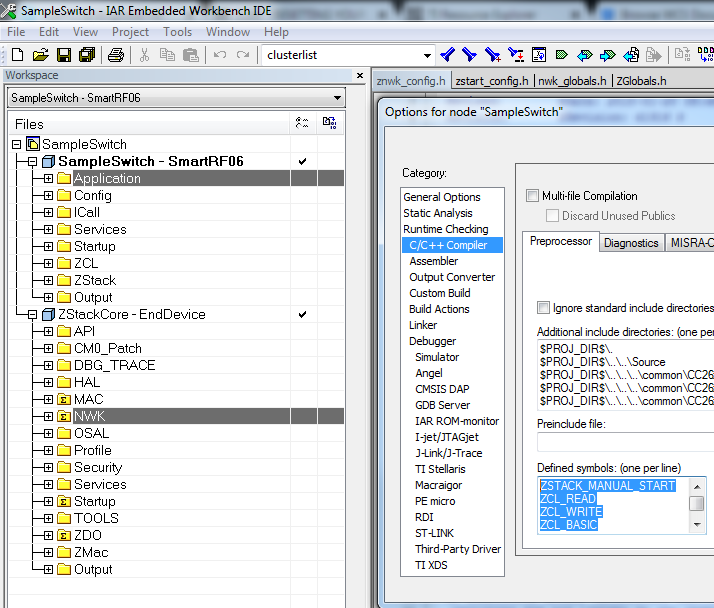 SampleSwitch - IAR Embedded Workbench IDE
File Edit View Project Tools Window Help
clusterlist
Workspace
SampleSwitch - SmartRF06
Files
SampleSwitch
SampleSwitch - SmartRF06
Application
Config
ICall
Services
Startup
ZCL
ZStack
Output
ZStackCore - EndDevice
API
CM0_Patch
DBG_TRACE
HAL
MAC
NWK
OSAL
Profile
Security
Services
Startup
TOOLS
ZDO
ZMac
Output
znwk_config.h zstart_config.h nwk_globals.h ZGlobals.h
Options for node "SampleSwitch"
Category:
General Options
Static Analysis
Runtime Checking
C/C++ Compiler
Assembler
Output Converter
Custom Build
Build Actions
Linker
Debugger
Simulator
Angel
CMSIS DAP
GDB Server
IAR ROM-monitor
I-jet/JTAGjet
J-Link/J-Trace
TI Stellaris
Macraigor
PE micro
RDI
ST-LINK
Third-Party Driver
TI XDS
Multi-file Compilation
Discard Unused Publics
Preprocessor Diagnostics MISRA-C
Ignore standard include directories
Additional include directories: (one per
$PROJ_DIR$\.
$PROJ_DIR$\..\..\Source
$PROJ_DIR$\..\..\..\common\CC26
$PROJ_DIR$\..\..\..\common\CC26
$PROJ_DIR$\..\..\..\common\CC26
Preinclude file:
Defined symbols: (one per line)
ZSTACK_MANUAL_START
ZCL_READ
ZCL_WRITE
ZCL_BASIC